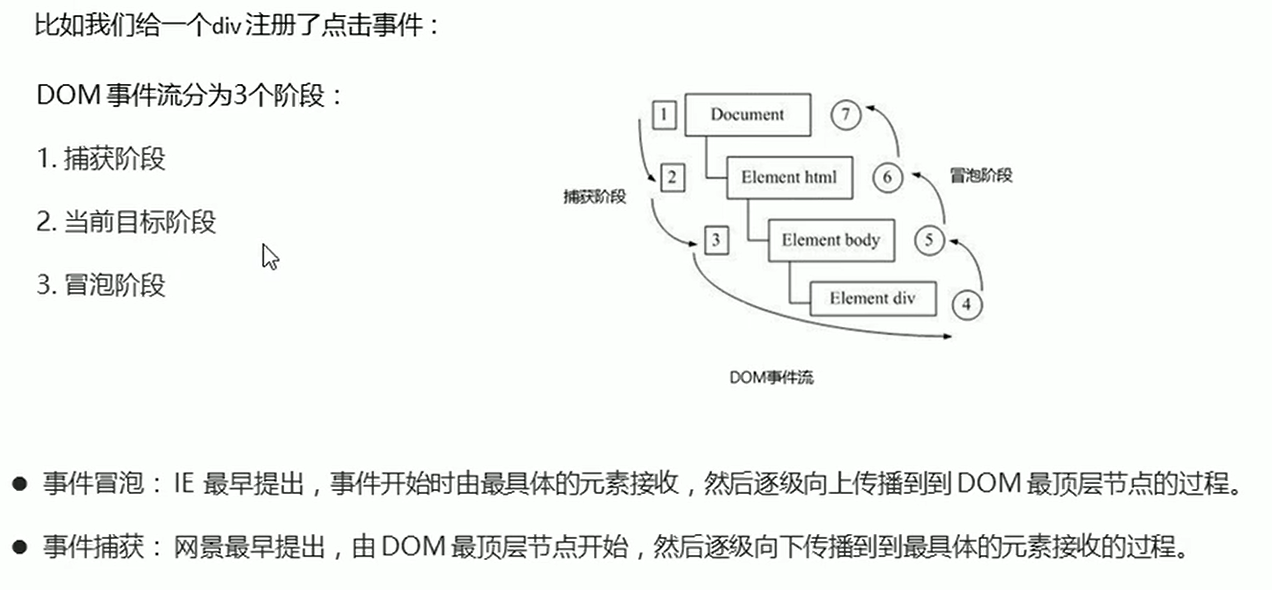 比如我们给一个div注册了点击事件：
DOM 事件流分为3个阶段：
1. 捕获阶段
2. 当前目标阶段
3. 冒泡阶段
1
Document
7
2
Element html
6
冒泡阶段
捕获阶段
3
Element body
5
Element div
4
DOM事件流
● 事件冒泡： IE 最早提出，事件开始时由最具体的元素接收，然后逐级向上传播到到 DOM 最顶层节点的过程。
● 事件捕获： 网景最早提出，由 DOM 最顶层节点开始，然后逐级向下传播到到最具体的元素接收的过程。